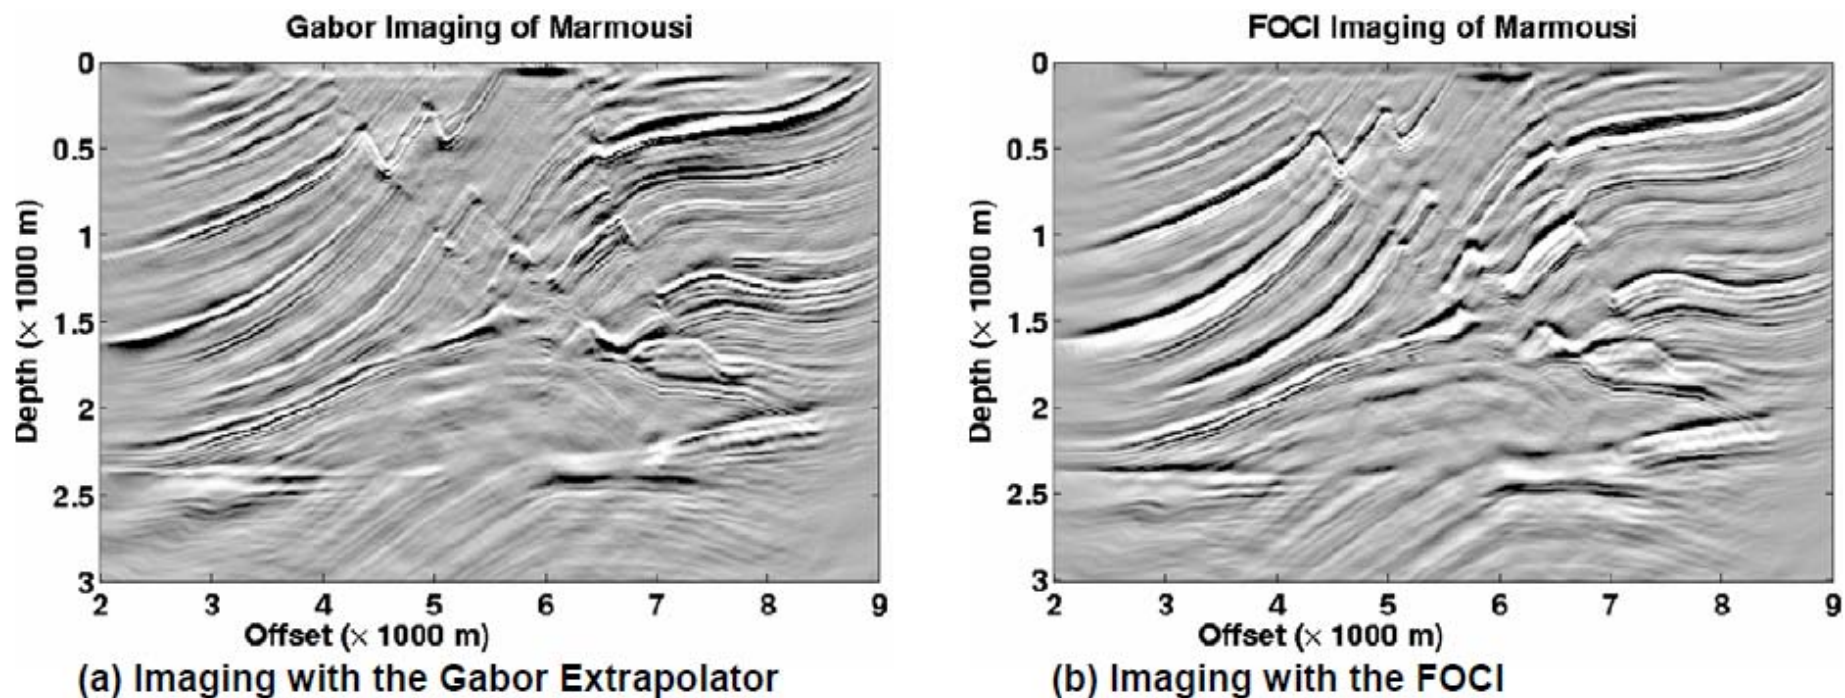 Gabor Imaging of Marmousi
0
0.5
1
1.5
2
2.5
3
Depth (× 1000 m)
2 3 4 5 6 7 8 9
Offset (× 1000 m)
(a) Imaging with the Gabor Extrapolator
FOCI Imaging of Marmousi
0
0.5
1
1.5
2
2.5
3
Depth (× 1000 m)
2 3 4 5 6 7 8 9
Offset (× 1000 m)
(b) Imaging with the FOCI